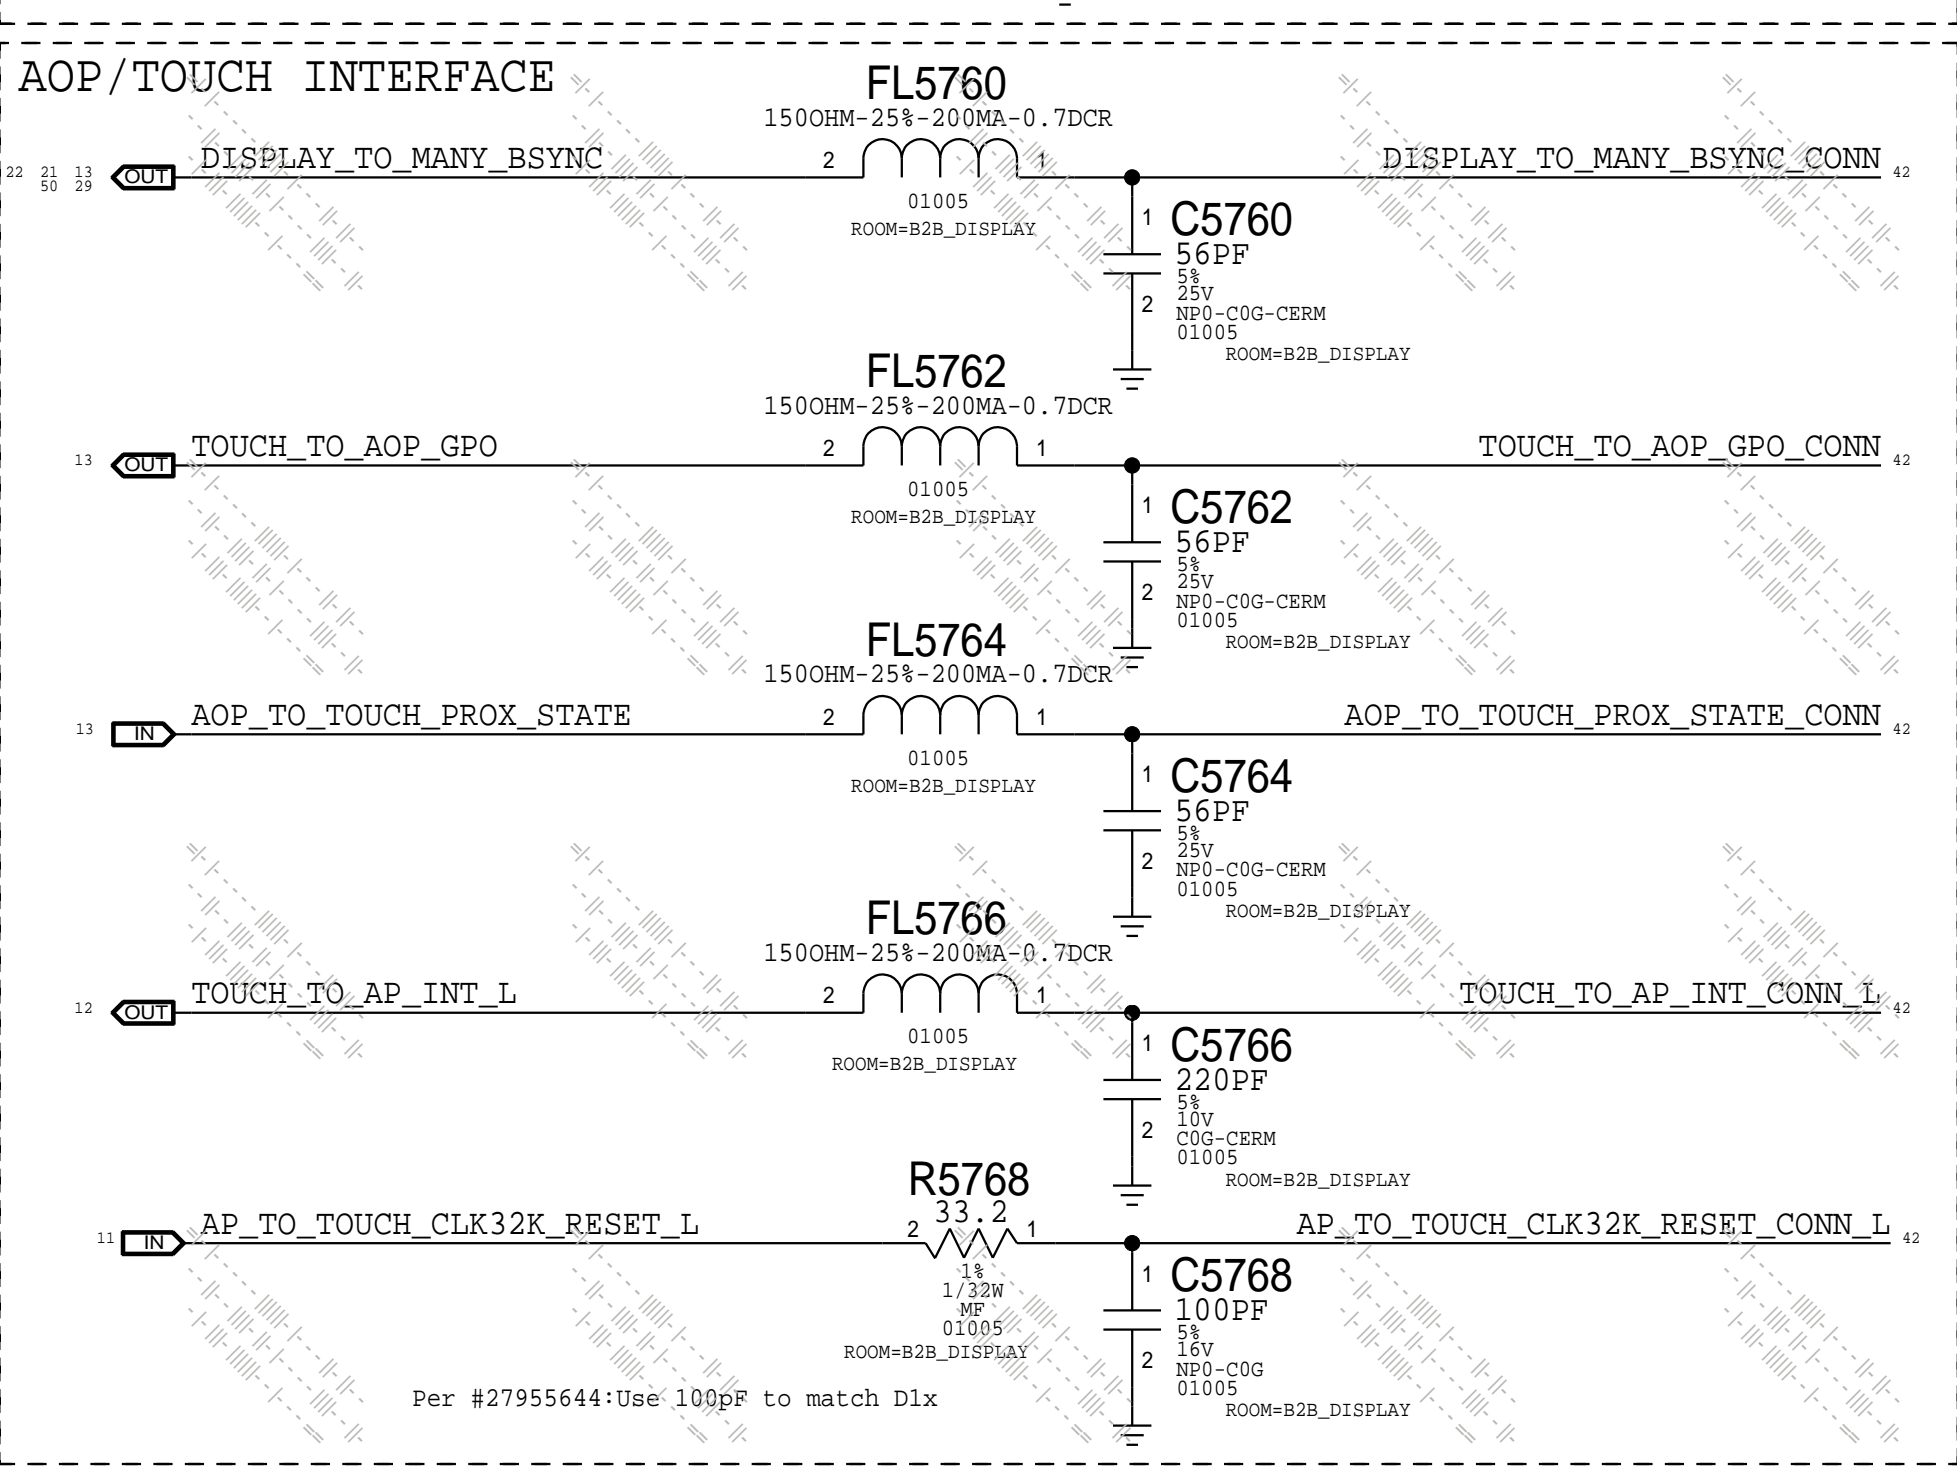 AOP/TOUCH INTERFACE
FL5760
150OHM-25%-200MA-0.7DCR
22 21 13
50 29
OUT
DISPLAY_TO_MANY_BSYNC
2
1
DISPLAY_TO_MANY_BSYNC_CONN
42
01005
ROOM=B2B_DISPLAY
1
C5760
56PF
5%
25V
2
NP0-C0G-CERM
01005
ROOM=B2B_DISPLAY
FL5762
150OHM-25%-200MA-0.7DCR
13
OUT
TOUCH_TO_AOP_GPO
2
1
TOUCH_TO_AOP_GPO_CONN
42
01005
ROOM=B2B_DISPLAY
1
C5762
56PF
5%
25V
2
NP0-C0G-CERM
01005
ROOM=B2B_DISPLAY
FL5764
150OHM-25%-200MA-0.7DCR
13
IN
AOP_TO_TOUCH_PROX_STATE
2
1
AOP_TO_TOUCH_PROX_STATE_CONN
42
01005
ROOM=B2B_DISPLAY
1
C5764
56PF
5%
25V
2
NP0-C0G-CERM
01005
ROOM=B2B_DISPLAY
FL5766
150OHM-25%-200MA-0.7DCR
12
OUT
TOUCH_TO_AP_INT_L
2
1
TOUCH_TO_AP_INT_CONN_L
42
01005
ROOM=B2B_DISPLAY
1
C5766
220PF
5%
10V
2
C0G-CERM
01005
ROOM=B2B_DISPLAY
R5768
33.2
11
IN
AP_TO_TOUCH_CLK32K_RESET_L
2
1
AP_TO_TOUCH_CLK32K_RESET_CONN_L
42
1%
1/32W
MF
01005
ROOM=B2B_DISPLAY
1
C5768
100PF
5%
16V
2
NP0-C0G
01005
ROOM=B2B_DISPLAY
Per #27955644:Use 100pF to match D1x